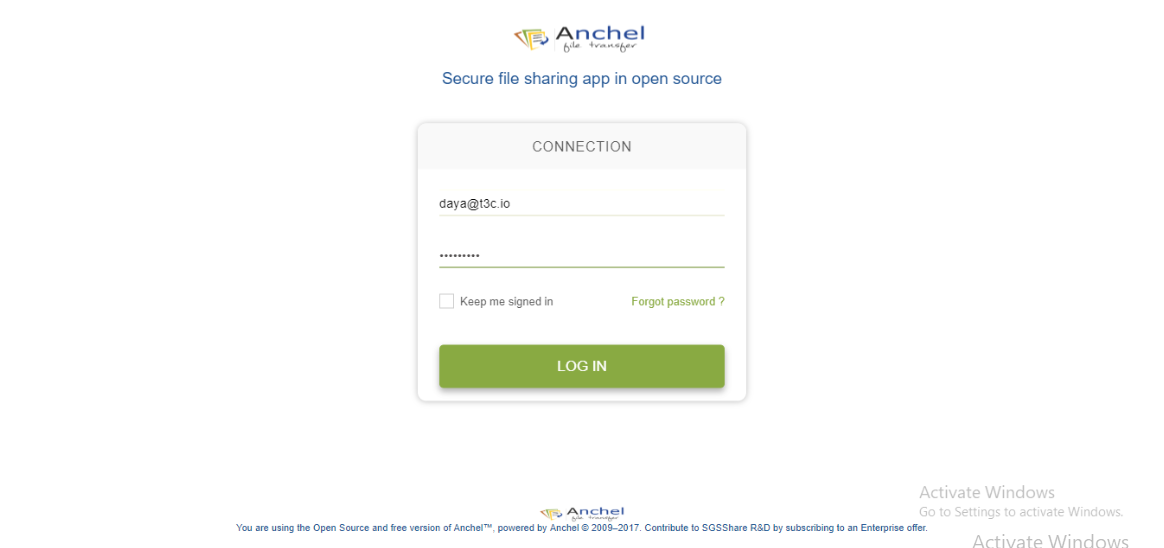 Anchel
file transfer
Secure file sharing app in open source
CONNECTION
daya@t3c.io
•••••••••
Keep me signed in
Forgot password ?
LOG IN
Anchel
file transfer
You are using the Open Source and free version of Anchel™, powered by Anchel © 2009–2017. Contribute to SGSShare R&D by subscribing to an Enterprise offer.
Activate Windows
Go to Settings to activate Windows.
Activate Windows